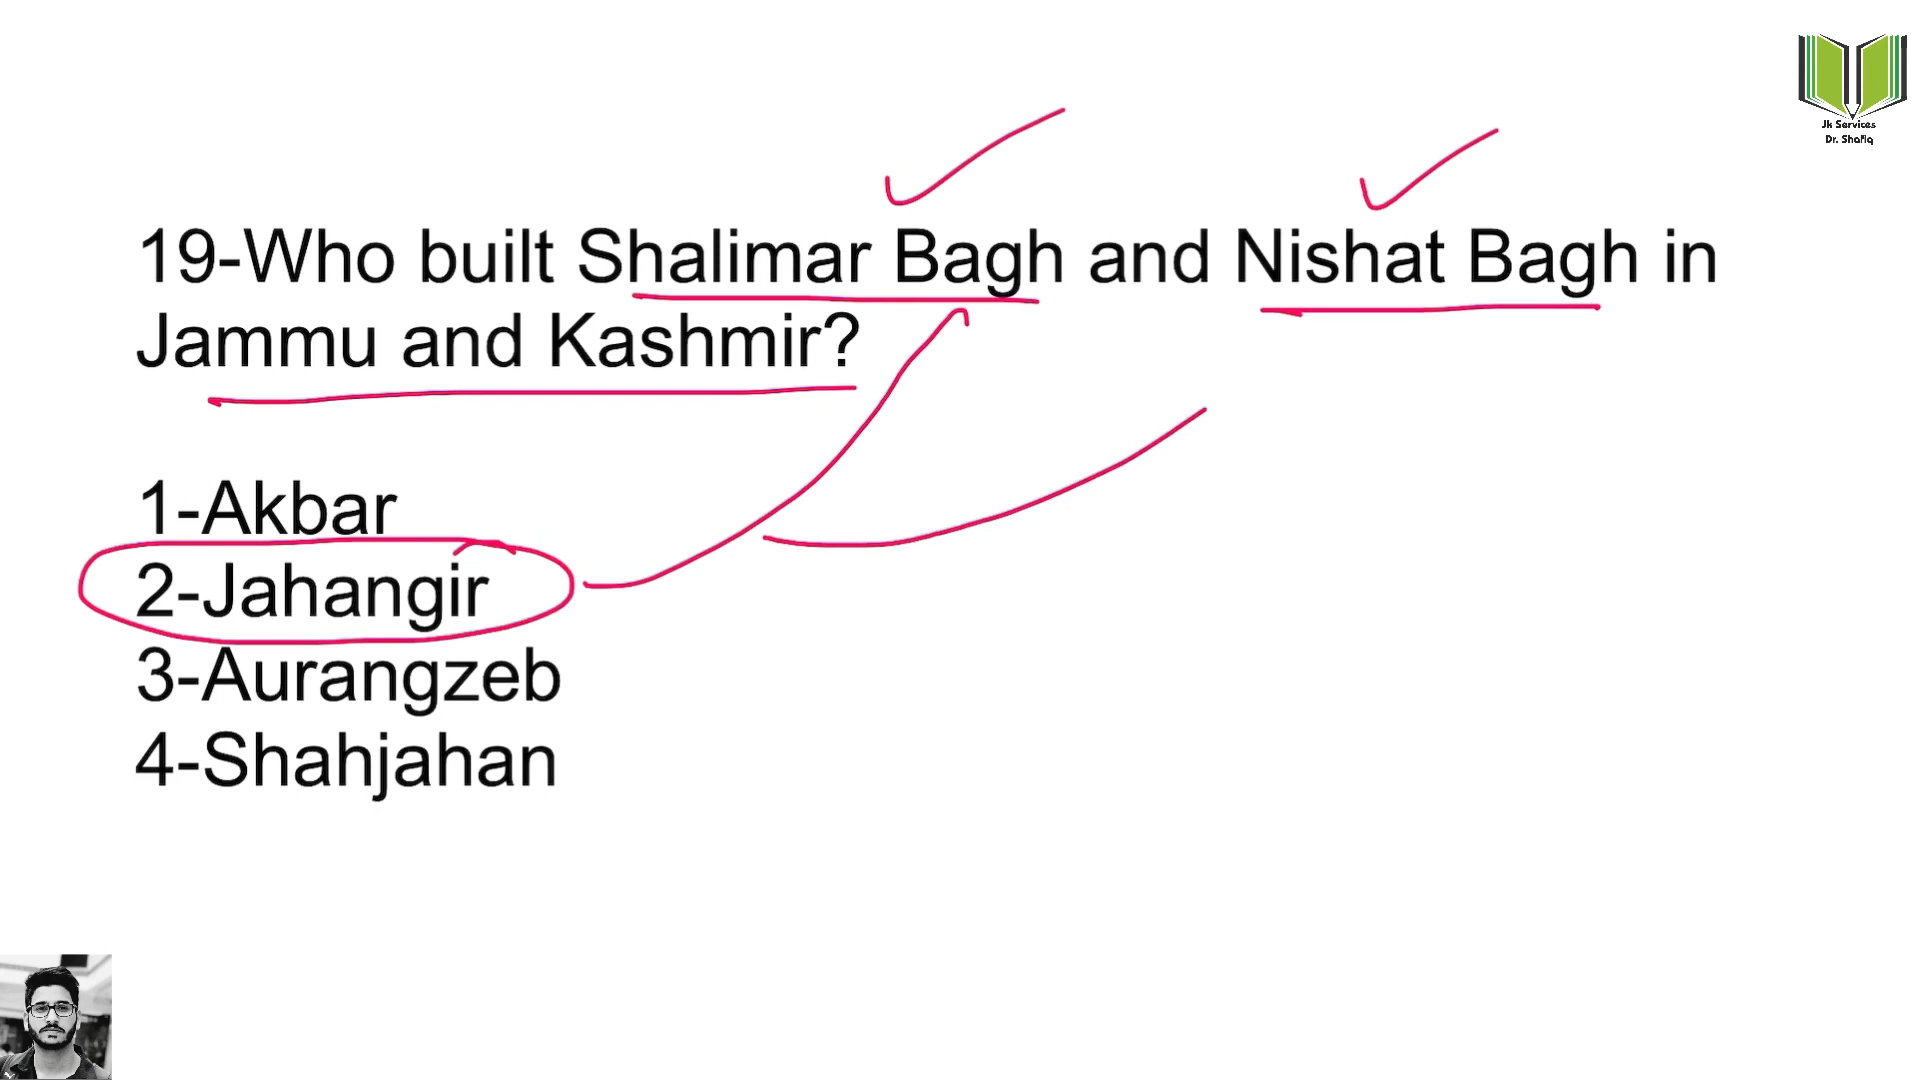 Jk Services
Dr. Shafiq
19-Who built Shalimar Bagh and Nishat Bagh in
Jammu and Kashmir?
1-Akbar
2-Jahangir
3-Aurangzeb
4-Shahjahan